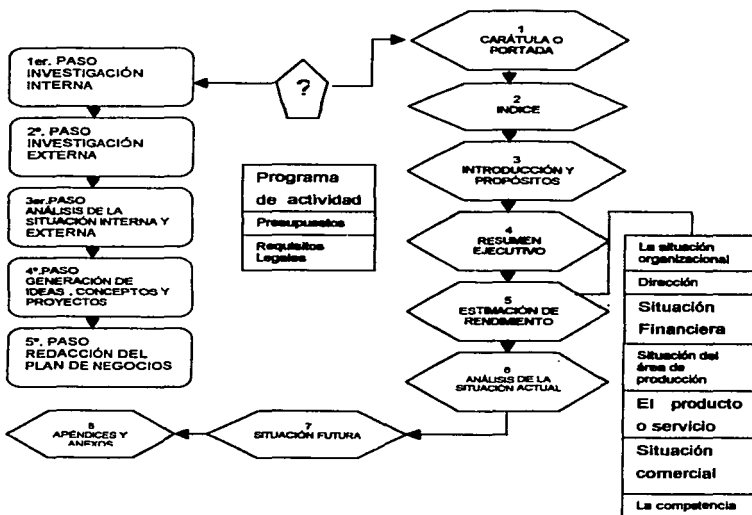 1er. PASO
INVESTIGACIÓN
INTERNA
2º. PASO
INVESTIGACIÓN
EXTERNA
3er.PASO
ANÁLISIS DE LA
SITUACIÓN INTERNA Y
EXTERNA
4º.PASO
GENERACIÓN DE
IDEAS , CONCEPTOS Y
PROYECTOS
5º. PASO
REDACCIÓN DEL
PLAN DE NEGOCIOS
?
Programa
de actividad
Presupuestos
Requisitos
Legales
1
CARÁTULA O
PORTADA
2
INDICE
3
INTRODUCCIÓN Y
PROPÓSITOS
4
RESUMEN
EJECUTIVO
5
ESTIMACIÓN DE
RENDIMIENTO
6
ANÁLISIS DE LA
SITUACIÓN ACTUAL
7
SITUACIÓN FUTURA
8
APÉNDICES Y
ANEXOS
La situación
organizacional
Dirección
Situación
Financiera
Situación del
área de
producción
El producto
o servicio
Situación
comercial
La competencia